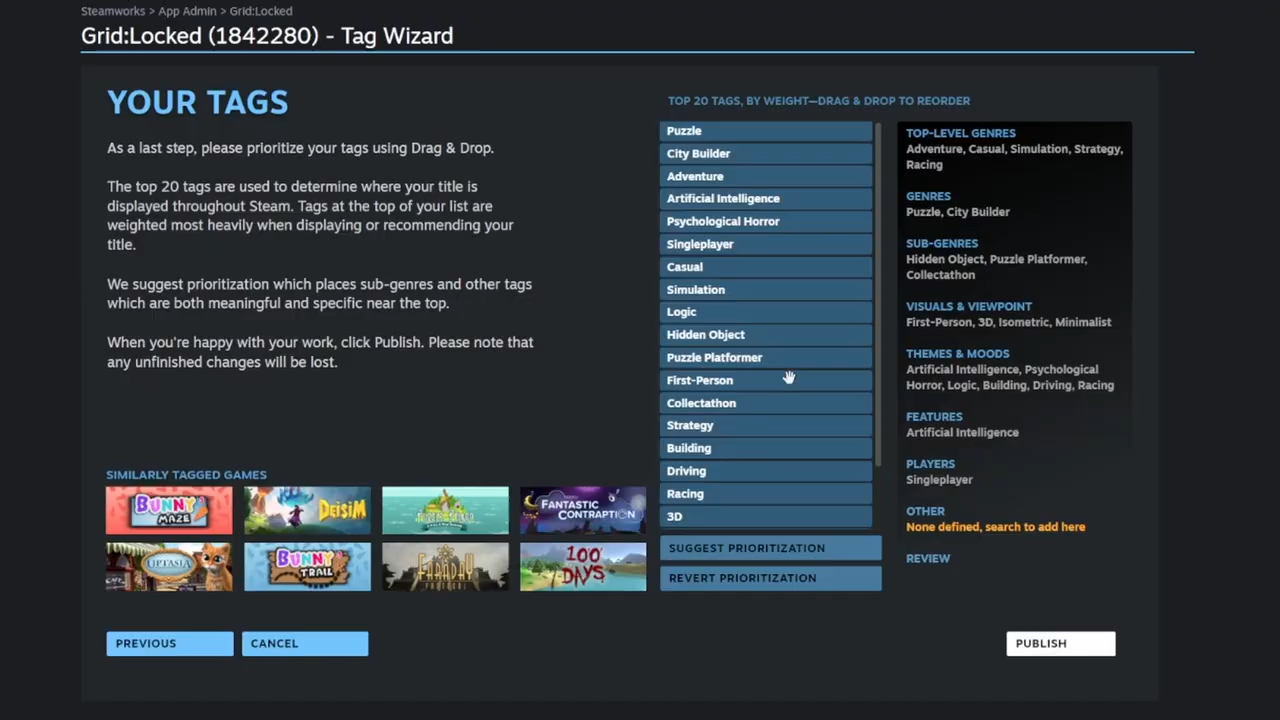 Steamworks > App Admin > Grid:Locked
Grid:Locked (1842280) - Tag Wizard
YOUR TAGS
As a last step, please prioritize your tags using Drag & Drop.
The top 20 tags are used to determine where your title is
displayed throughout Steam. Tags at the top of your list are
weighted most heavily when displaying or recommending your
title.
We suggest prioritization which places sub-genres and other tags
which are both meaningful and specific near the top.
When you're happy with your work, click Publish. Please note that
any unfinished changes will be lost.
SIMILARLY TAGGED GAMES
BUNNY
MAZE
DEISIM
FANTASTIC
CONTRAPTION
UPTASIA
BUNNY
TRAIL
FARADAY
100
DAYS
TOP 20 TAGS, BY WEIGHT—DRAG & DROP TO REORDER
Puzzle
City Builder
Adventure
Artificial Intelligence
Psychological Horror
Singleplayer
Casual
Simulation
Logic
Hidden Object
Puzzle Platformer
First-Person
Collectathon
Strategy
Building
Driving
Racing
3D
SUGGEST PRIORITIZATION
REVERT PRIORITIZATION
TOP-LEVEL GENRES
Adventure, Casual, Simulation, Strategy,
Racing
GENRES
Puzzle, City Builder
SUB-GENRES
Hidden Object, Puzzle Platformer,
Collectathon
VISUALS & VIEWPOINT
First-Person, 3D, Isometric, Minimalist
THEMES & MOODS
Artificial Intelligence, Psychological
Horror, Logic, Building, Driving, Racing
FEATURES
Artificial Intelligence
PLAYERS
Singleplayer
OTHER
None defined, search to add here
REVIEW
PREVIOUS
CANCEL
PUBLISH